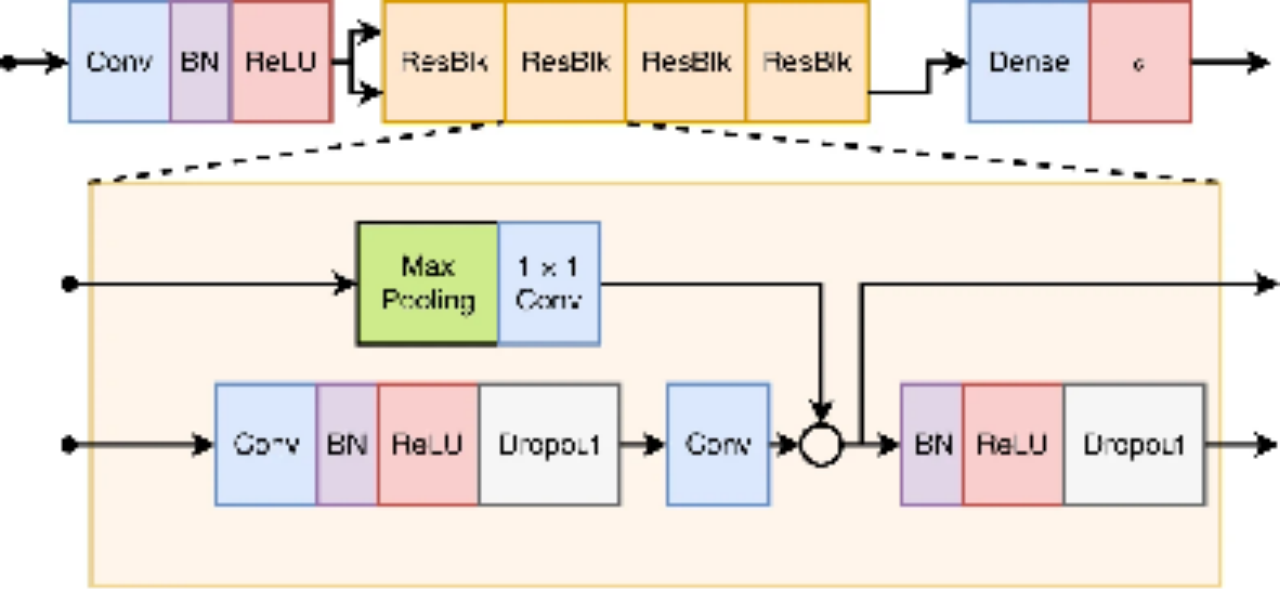 Conv BN ReLU ResBlk ResBlk ResBlk ResBlk Dense σ
Max
Pooling
1 × 1
Conv
Conv BN ReLU Dropout Conv BN ReLU Dropout